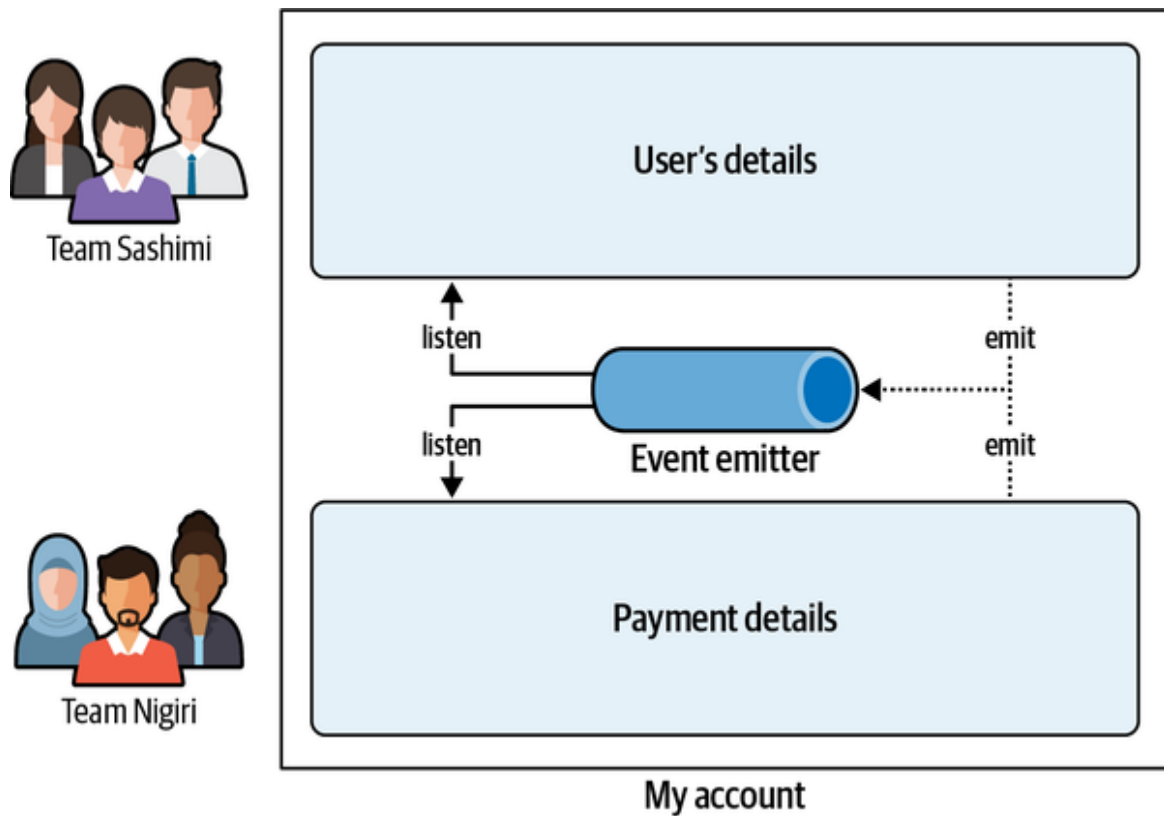 User's details
Team Sashimi
listen
emit
listen
emit
Event emitter
Payment details
Team Nigiri
My account